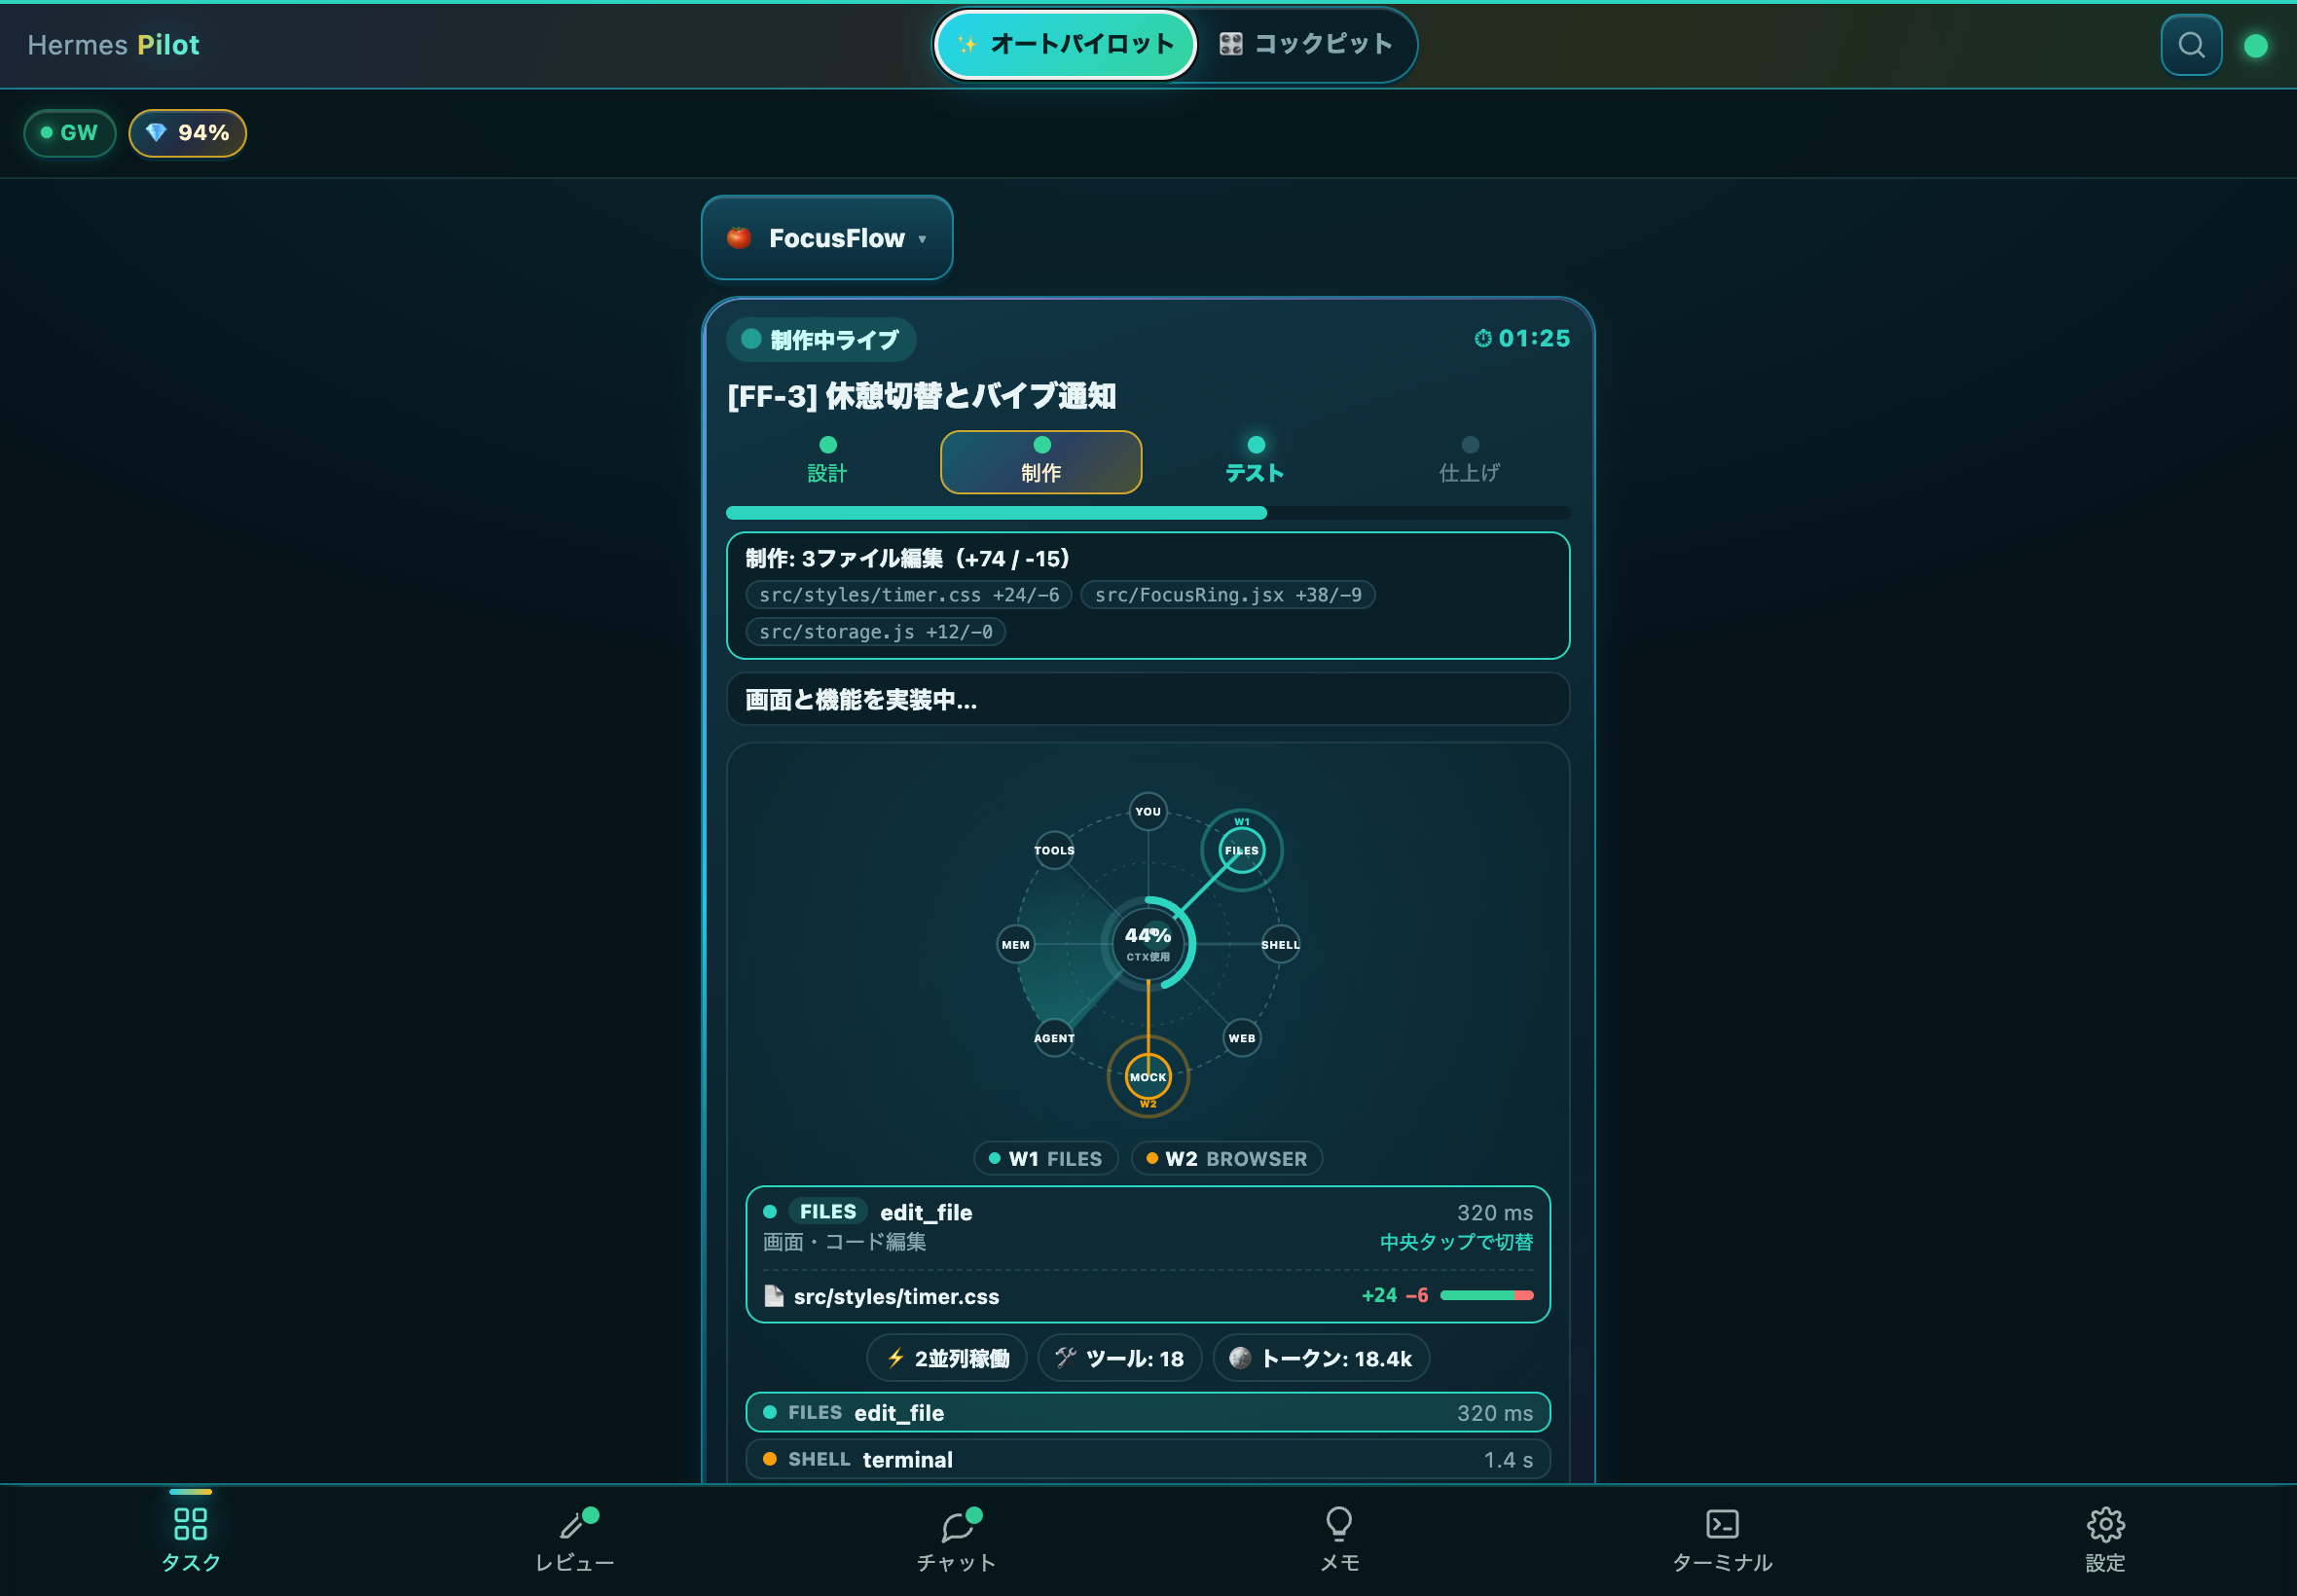 Hermes Pilot
オートパイロット
コックピット
GW
94%
FocusFlow
制作中ライブ
01:25
[FF-3] 休憩切替とバイブ通知
設計
制作
テスト
仕上げ
制作: 3ファイル編集（+74 / -15）
src/styles/timer.css +24/−6
src/FocusRing.jsx +38/−9
src/storage.js +12/−0
画面と機能を実装中...
YOU
W1
TOOLS
FILES
44%
CTX使用
MEM
SHELL
AGENT
WEB
MOCK
W2
W1 FILES
W2 BROWSER
FILES edit_file
320 ms
画面・コード編集
中央タップで切替
src/styles/timer.css
+24 −6
2並列稼働
ツール: 18
トークン: 18.4k
FILES edit_file
320 ms
SHELL terminal
1.4 s
タスク
レビュー
チャット
メモ
ターミナル
設定